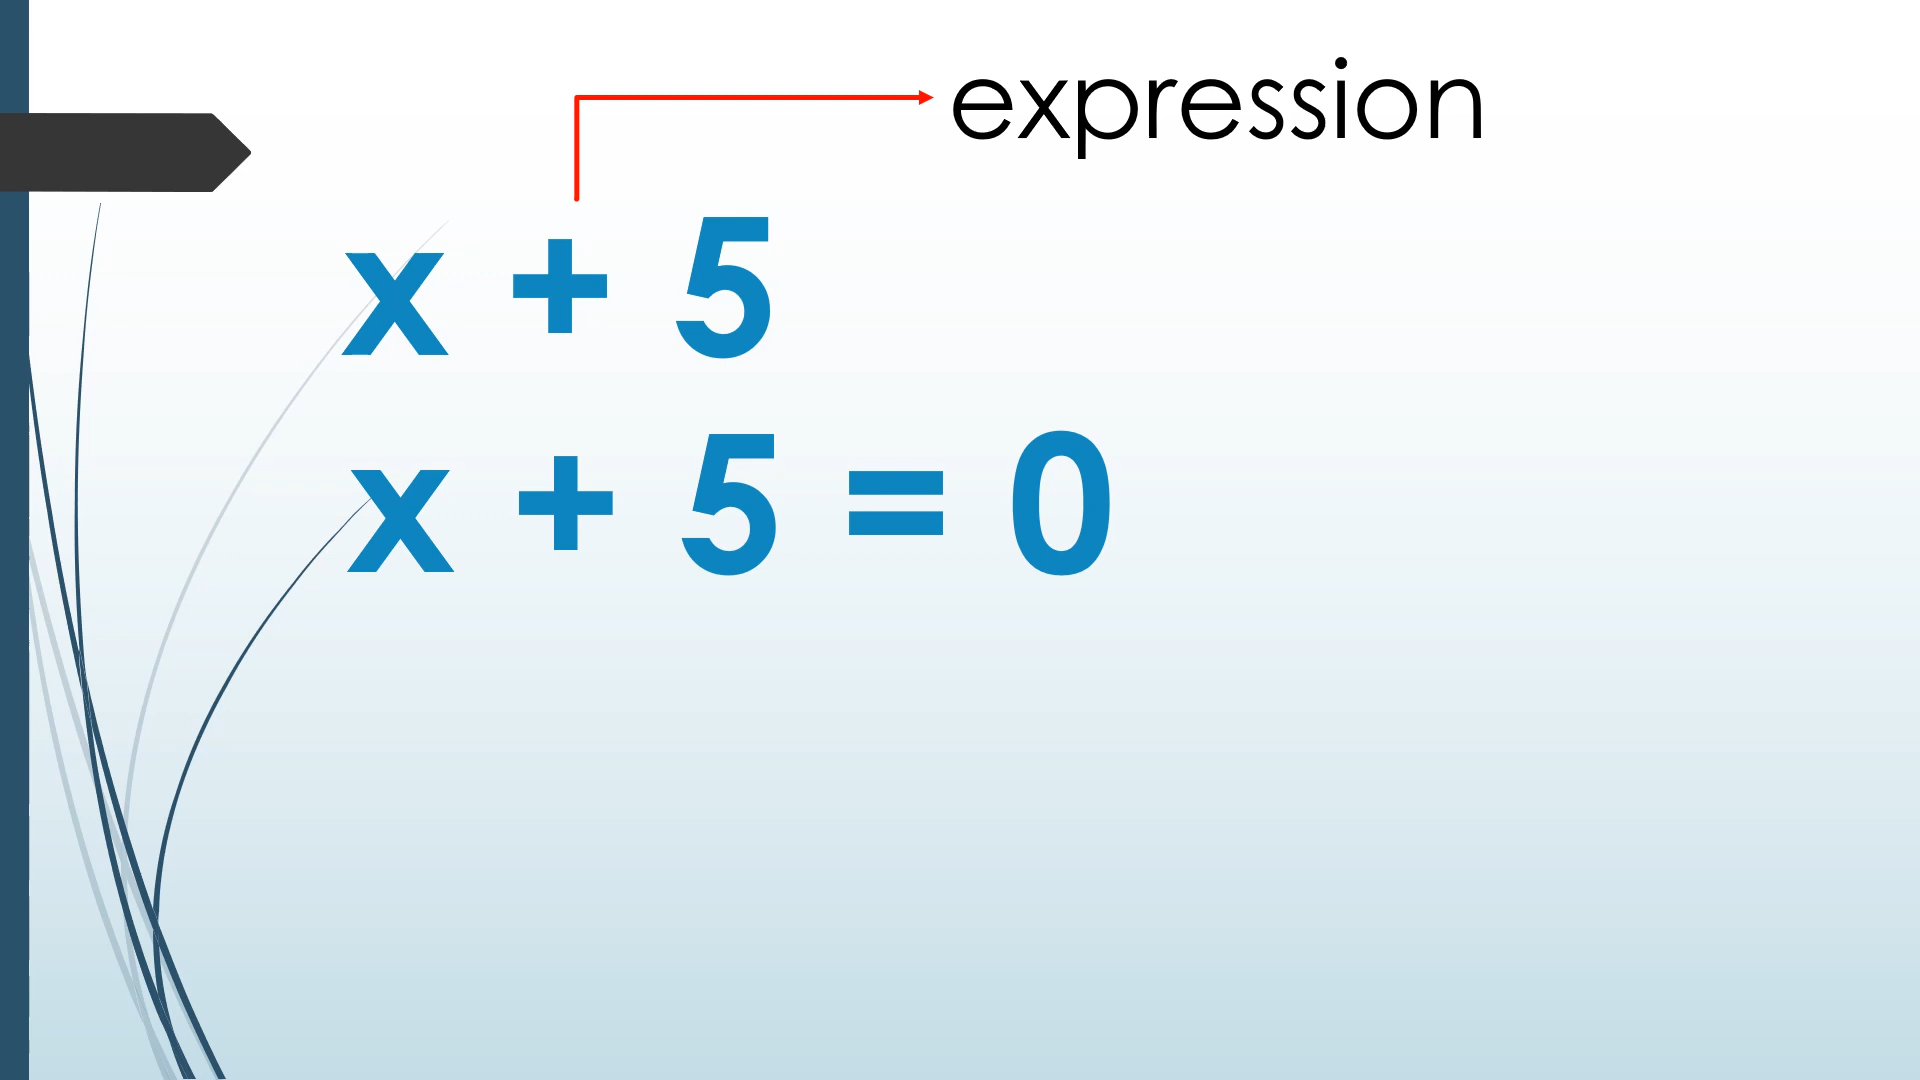 expression
x + 5
x + 5 = 0